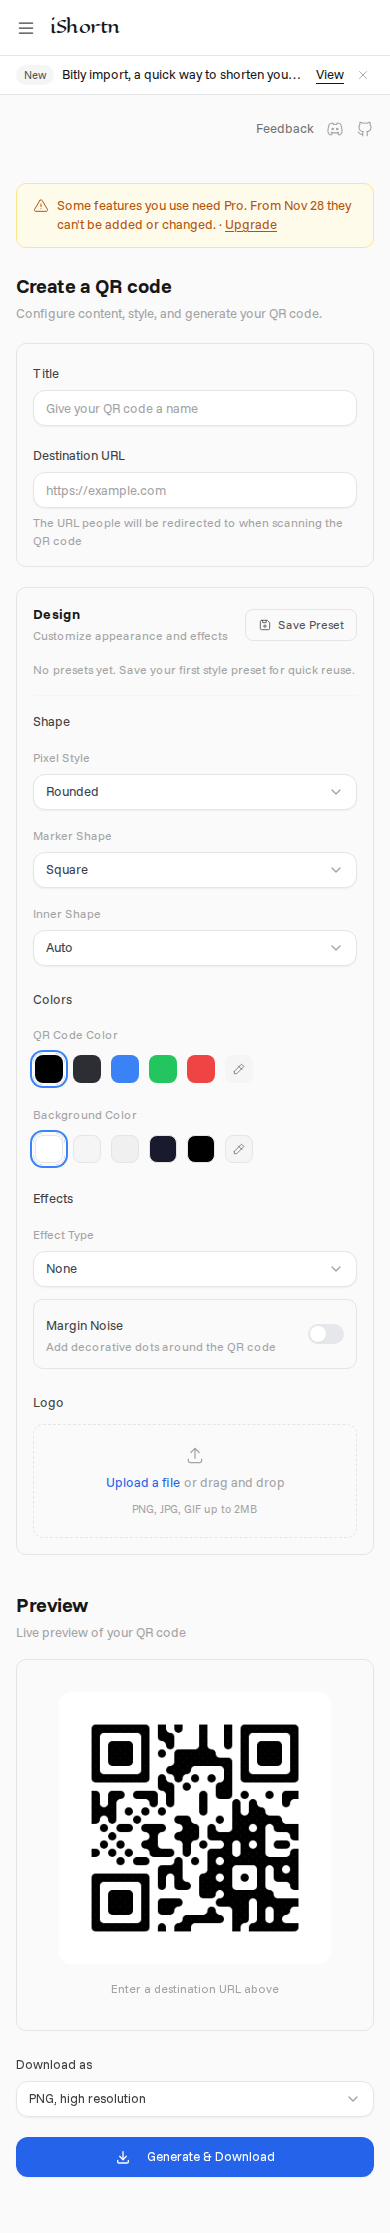 iShortn
New Bitly import, a quick way to shorten you... View
Feedback
Some features you use need Pro. From Nov 28 they
can't be added or changed. · Upgrade
Create a QR code
Configure content, style, and generate your QR code.
Title
Give your QR code a name
Destination URL
https://example.com
The URL people will be redirected to when scanning the
QR code
Design
Customize appearance and effects
Save Preset
No presets yet. Save your first style preset for quick reuse.
Shape
Pixel Style
Rounded
Marker Shape
Square
Inner Shape
Auto
Colors
QR Code Color
Background Color
Effects
Effect Type
None
Margin Noise
Add decorative dots around the QR code
Logo
Upload a file or drag and drop
PNG, JPG, GIF up to 2MB
Preview
Live preview of your QR code
Enter a destination URL above
Download as
PNG, high resolution
Generate & Download